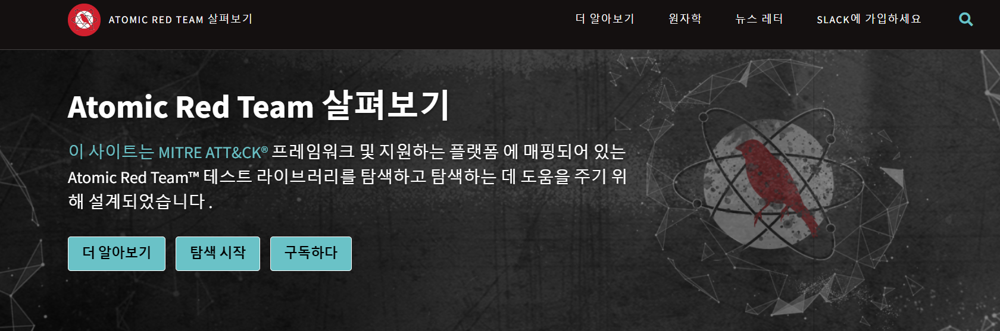 ATOMIC RED TEAM 살펴보기
더 알아보기
원자학
뉴스 레터
SLACK에 가입하세요
Atomic Red Team 살펴보기
이 사이트는 MITRE ATT&CK® 프레임워크 및 지원하는 플랫폼 에 매핑되어 있는
Atomic Red Team™ 테스트 라이브러리를 탐색하고 탐색하는 데 도움을 주기 위
해 설계되었습니다 .
더 알아보기
탐색 시작
구독하다